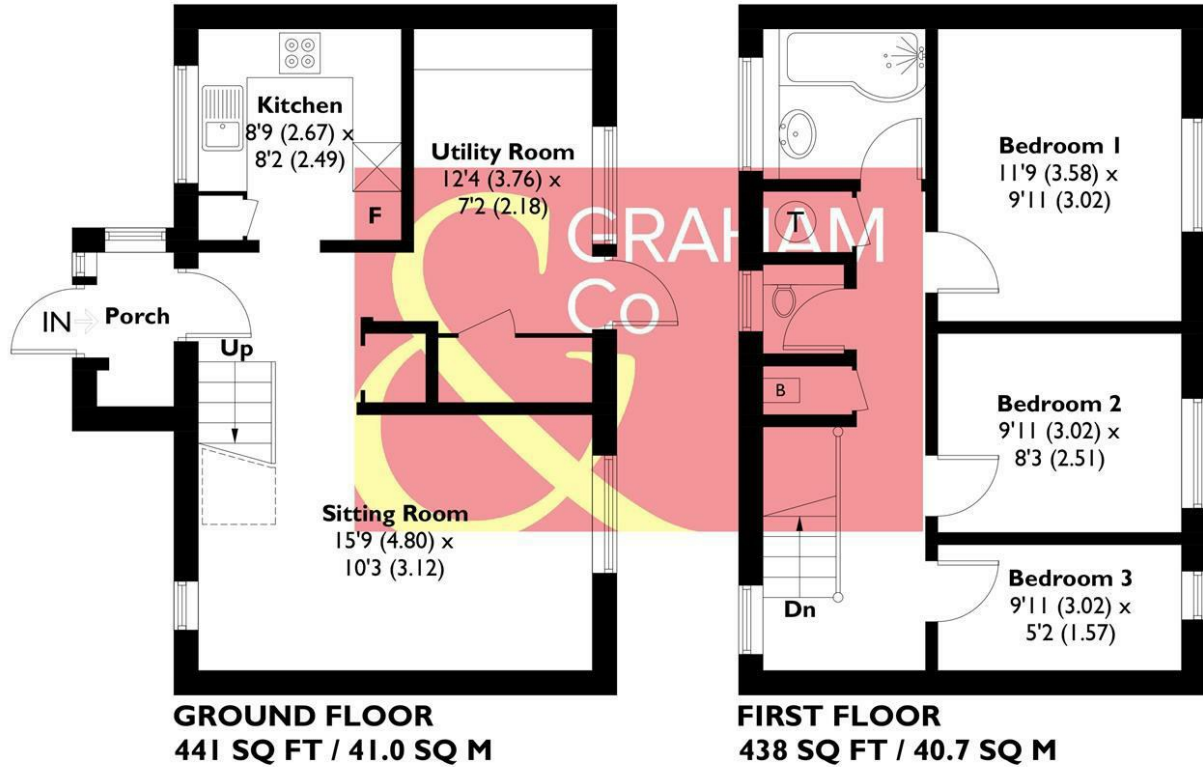 Kitchen
8'9 (2.67) x
8'2 (2.49)
Utility Room
12'4 (3.76) x
7'2 (2.18)
F
IN
Porch
Up
Sitting Room
15'9 (4.80) x
10'3 (3.12)
GROUND FLOOR
441 SQ FT / 41.0 SQ M
& GRAHAM
Co
T
B
Dn
Bedroom 1
11'9 (3.58) x
9'11 (3.02)
Bedroom 2
9'11 (3.02) x
8'3 (2.51)
Bedroom 3
9'11 (3.02) x
5'2 (1.57)
FIRST FLOOR
438 SQ FT / 40.7 SQ M